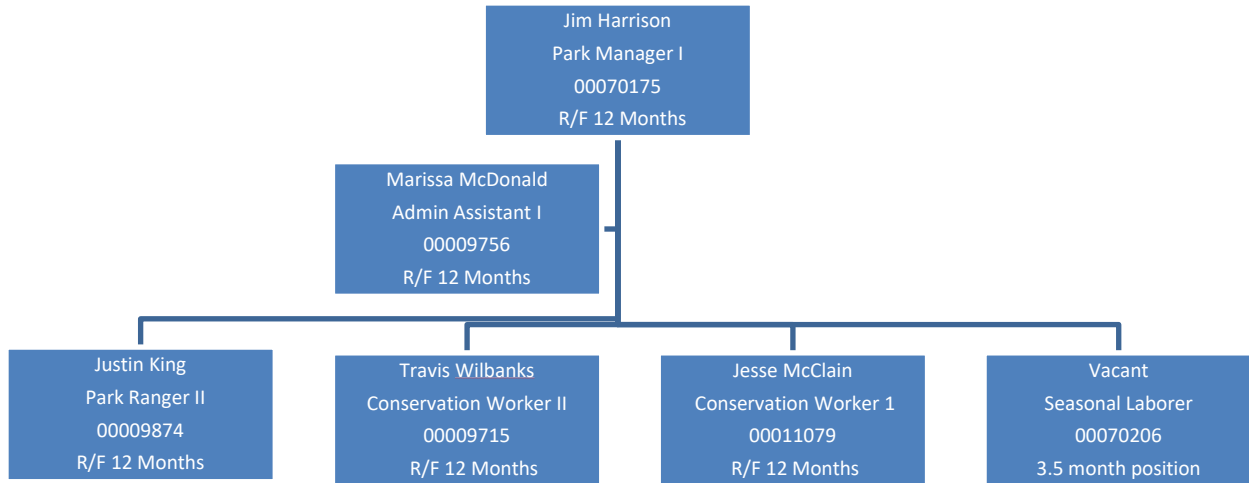 Jim Harrison
Park Manager I
00070175
R/F 12 Months
Marissa McDonald
Admin Assistant I
00009756
R/F 12 Months
Justin King
Park Ranger II
00009874
R/F 12 Months
Travis Wilbanks
Conservation Worker II
00009715
R/F 12 Months
Jesse McClain
Conservation Worker 1
00011079
R/F 12 Months
Vacant
Seasonal Laborer
00070206
3.5 month position